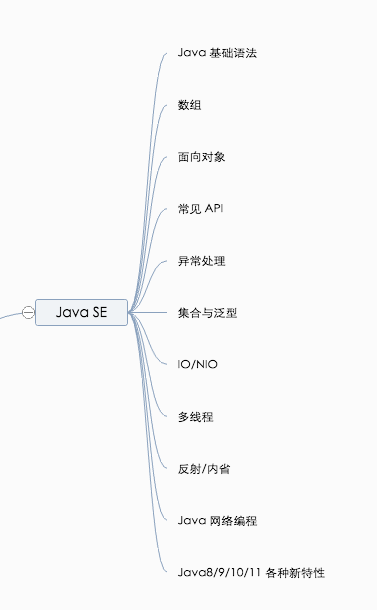 Java 基础语法
数组
面向对象
常见 API
异常处理
Java SE
集合与泛型
IO/NIO
多线程
反射/内省
Java 网络编程
Java8/9/10/11 各种新特性